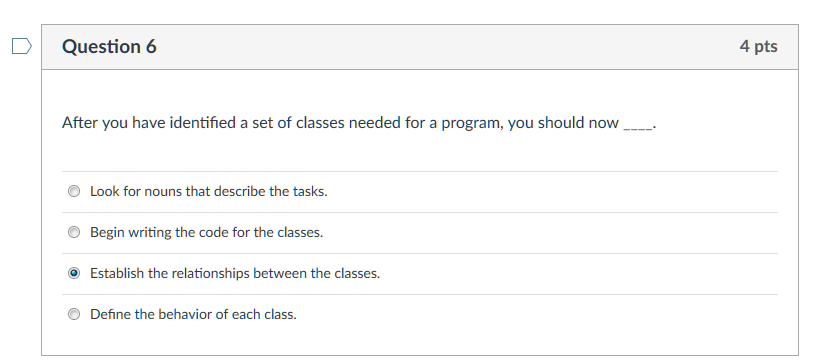 Question 6
4 pts
After you have identified a set of classes needed for a program, you should now ____.
Look for nouns that describe the tasks.
Begin writing the code for the classes.
Establish the relationships between the classes.
Define the behavior of each class.